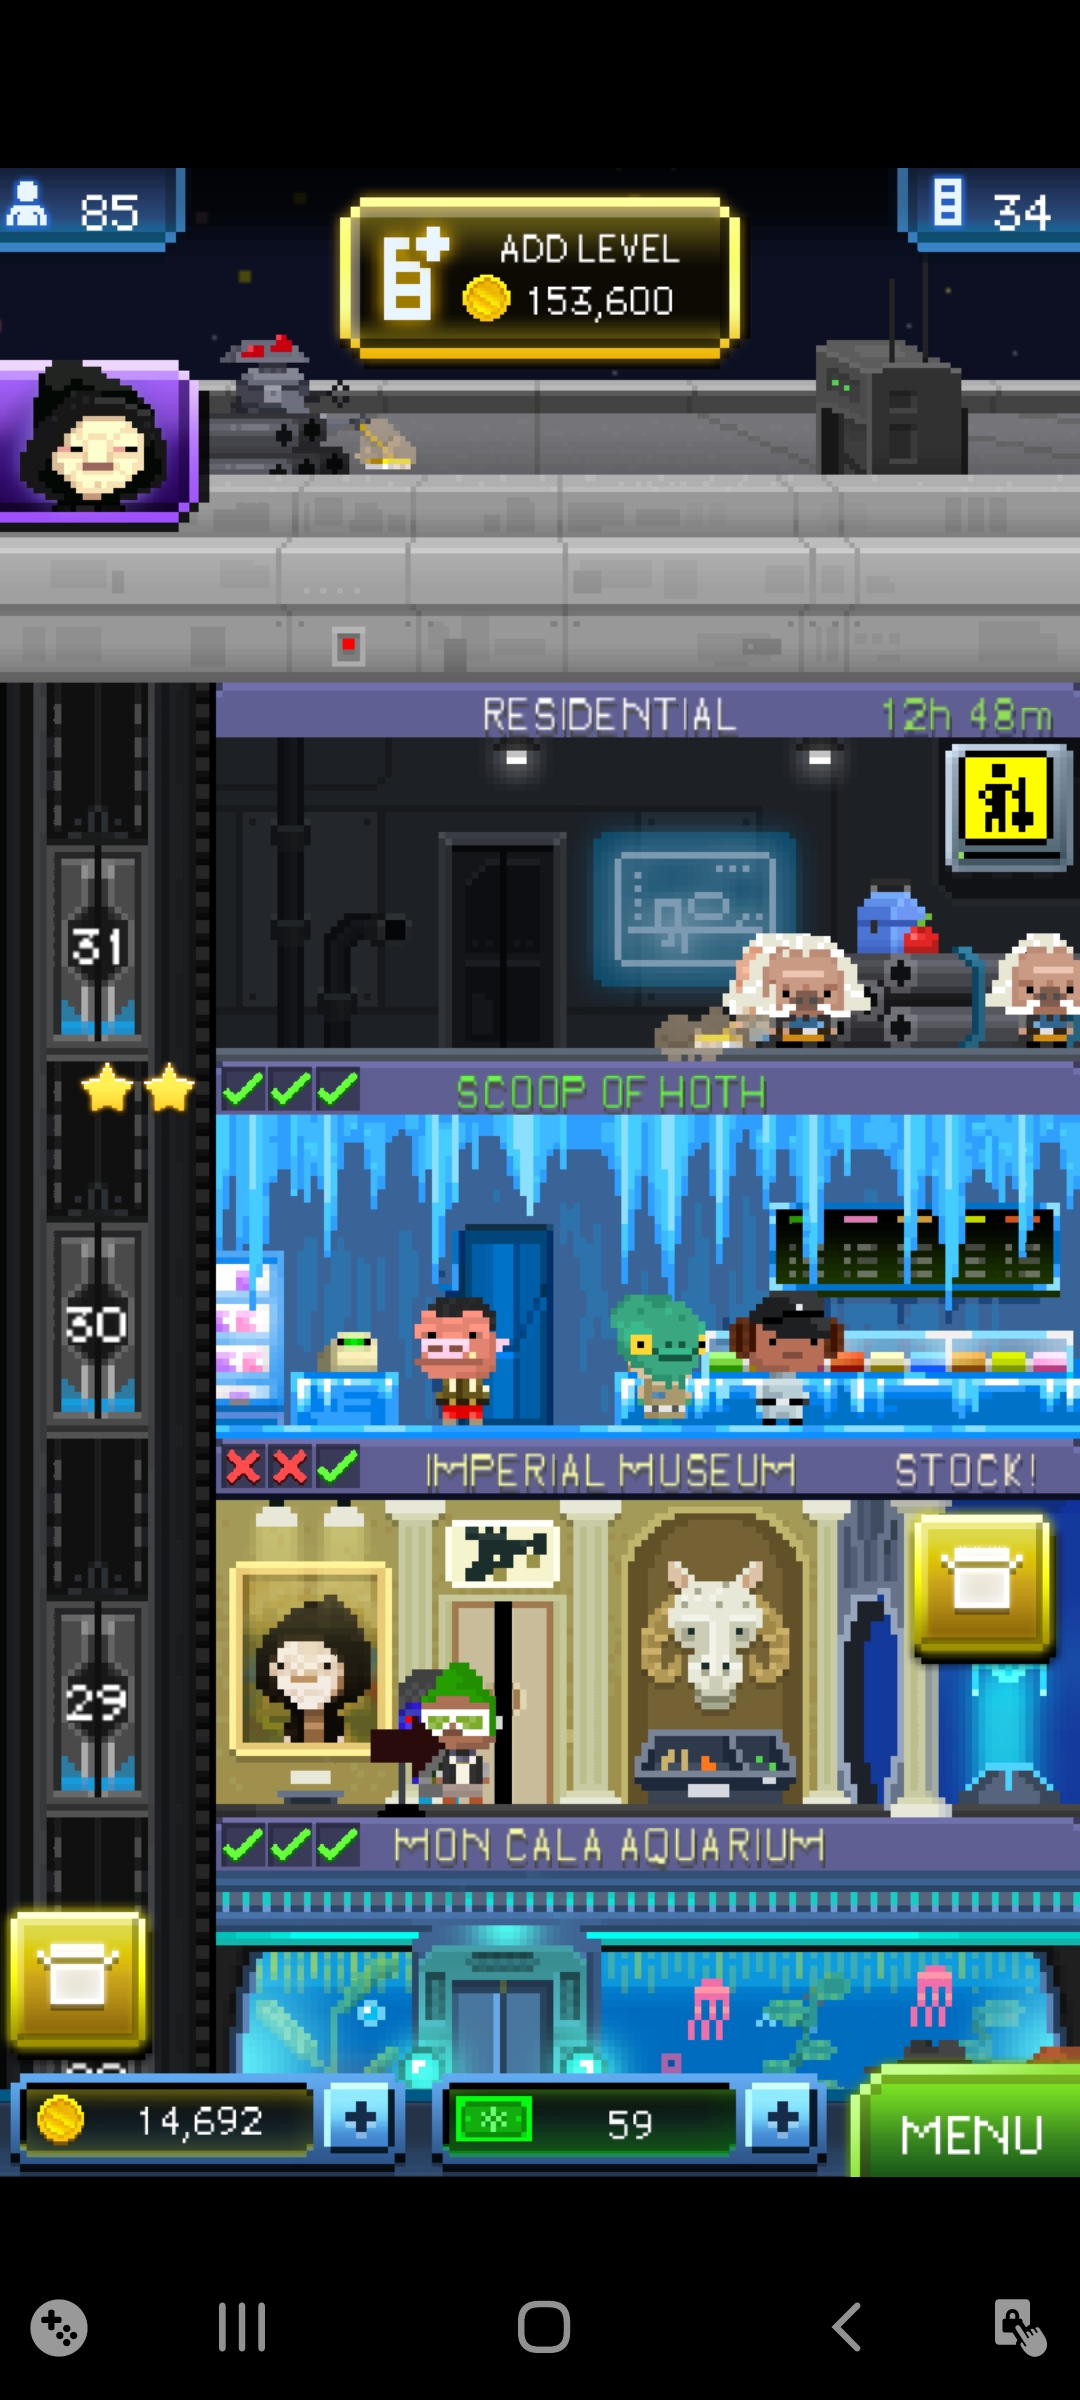 85
ADD LEVEL
153,600
34
RESIDENTIAL
12h 48m
31
SCOOP OF HOTH
30
IMPERIAL MUSEUM
STOCK!
29
MON CALA AQUARIUM
14,692
59
MENU